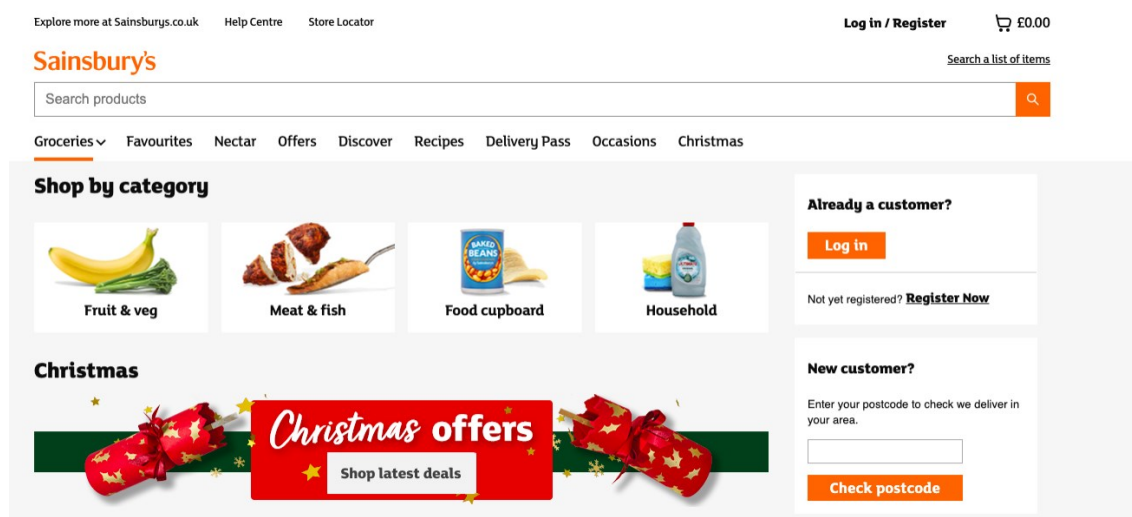 Explore more at Sainsburys.co.uk Help Centre Store Locator
Log in / Register £0.00
Sainsbury's
Search a list of items
Search products
Groceries Favourites Nectar Offers Discover Recipes Delivery Pass Occasions Christmas
Shop by category
BAKED
BEANS
Fruit & veg
Meat & fish
Food cupboard
Household
Christmas
Christmas offers
Shop latest deals
Already a customer?
Log in
Not yet registered? Register Now
New customer?
Enter your postcode to check we deliver in
your area.
Check postcode